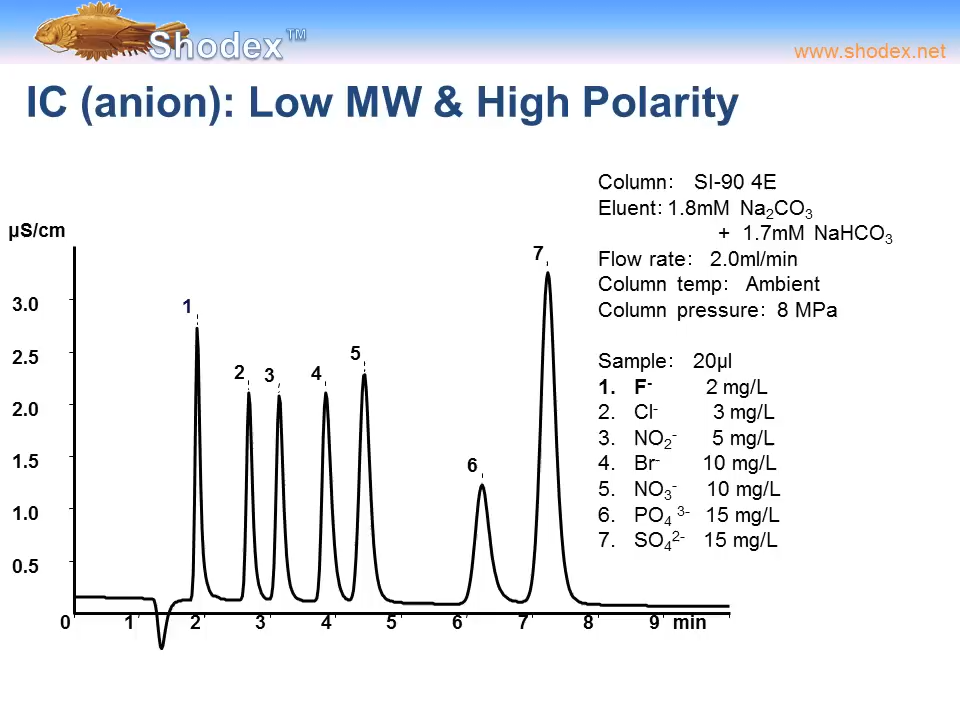 Shodex™
www.shodex.net
IC (anion): Low MW & High Polarity
Column: SI-90 4E
Eluent: 1.8mM Na₂CO₃
+ 1.7mM NaHCO₃
Flow rate: 2.0ml/min
Column temp: Ambient
Column pressure: 8 MPa
Sample: 20µl
1. F⁻ 2 mg/L
2. Cl⁻ 3 mg/L
3. NO₂⁻ 5 mg/L
4. Br⁻ 10 mg/L
5. NO₃⁻ 10 mg/L
6. PO₄ ³⁻ 15 mg/L
7. SO₄²⁻ 15 mg/L
µS/cm
3.0
2.5
2.0
1.5
1.0
0.5
1
2
3
4
5
6
7
0 1 2 3 4 5 6 7 8 9 min